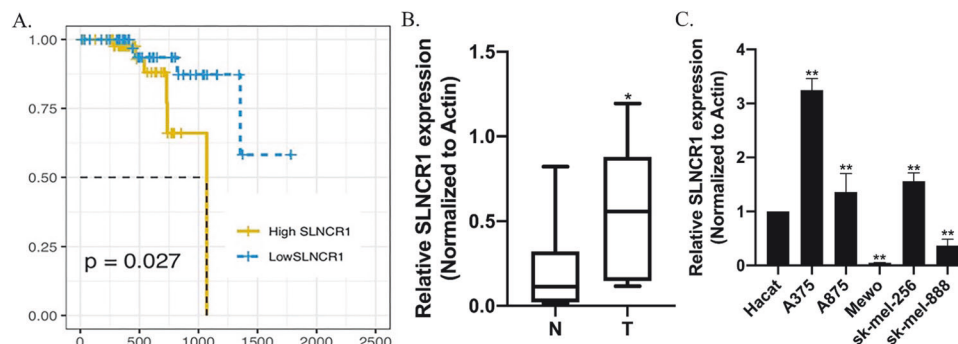 A.
1.00
0.75
0.50
0.25
0.00
p = 0.027
High SLNCR1
LowSLNCR1
0
500
1000
1500
2000
2500
B.
Relative SLNCR1 expression
(Normalized to Actin)
1.5
1.0
0.5
0.0
*
N
T
C.
Relative SLNCR1 expression
(Normalized to Actin)
4
3
2
1
0
**
**
**
**
**
Hacat
A375
A875
Mewo
sk-mel-256
sk-mel-888